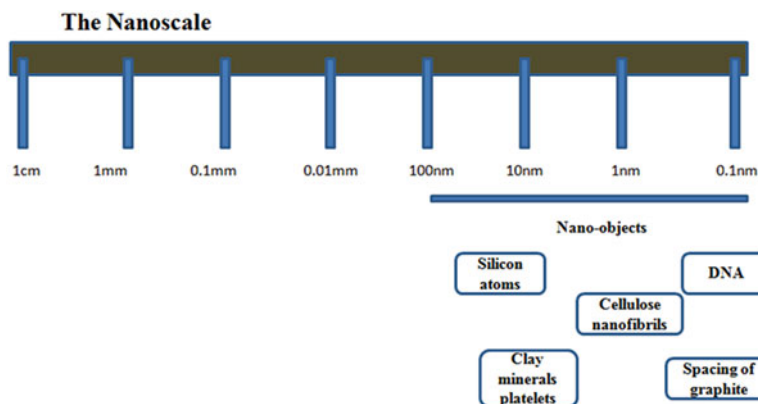 The Nanoscale
1cm 1mm 0.1mm 0.01mm 100nm 10nm 1nm 0.1nm
Nano-objects
Silicon
atoms
DNA
Cellulose
nanofibrils
Clay
minerals
platelets
Spacing of
graphite